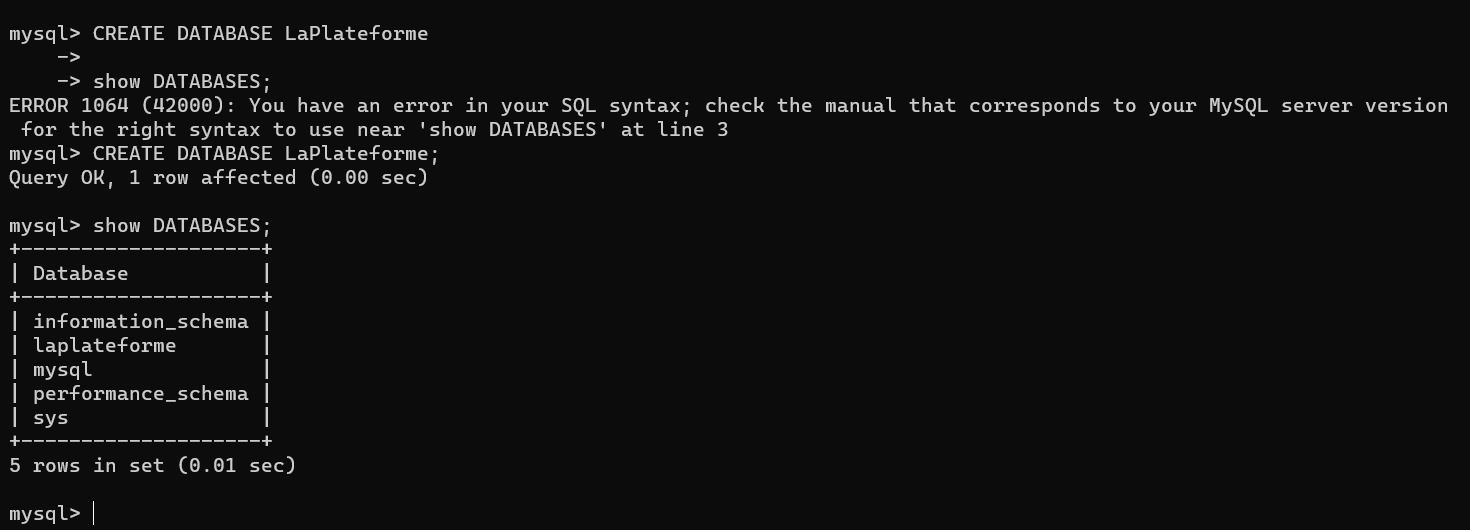 mysql> CREATE DATABASE LaPlateforme
    ->
    -> show DATABASES;
ERROR 1064 (42000): You have an error in your SQL syntax; check the manual that corresponds to your MySQL server version
 for the right syntax to use near 'show DATABASES' at line 3
mysql> CREATE DATABASE LaPlateforme;
Query OK, 1 row affected (0.00 sec)

mysql> show DATABASES;
+--------------------+
| Database           |
+--------------------+
| information_schema |
| laplateforme       |
| mysql              |
| performance_schema |
| sys                |
+--------------------+
5 rows in set (0.01 sec)

mysql>